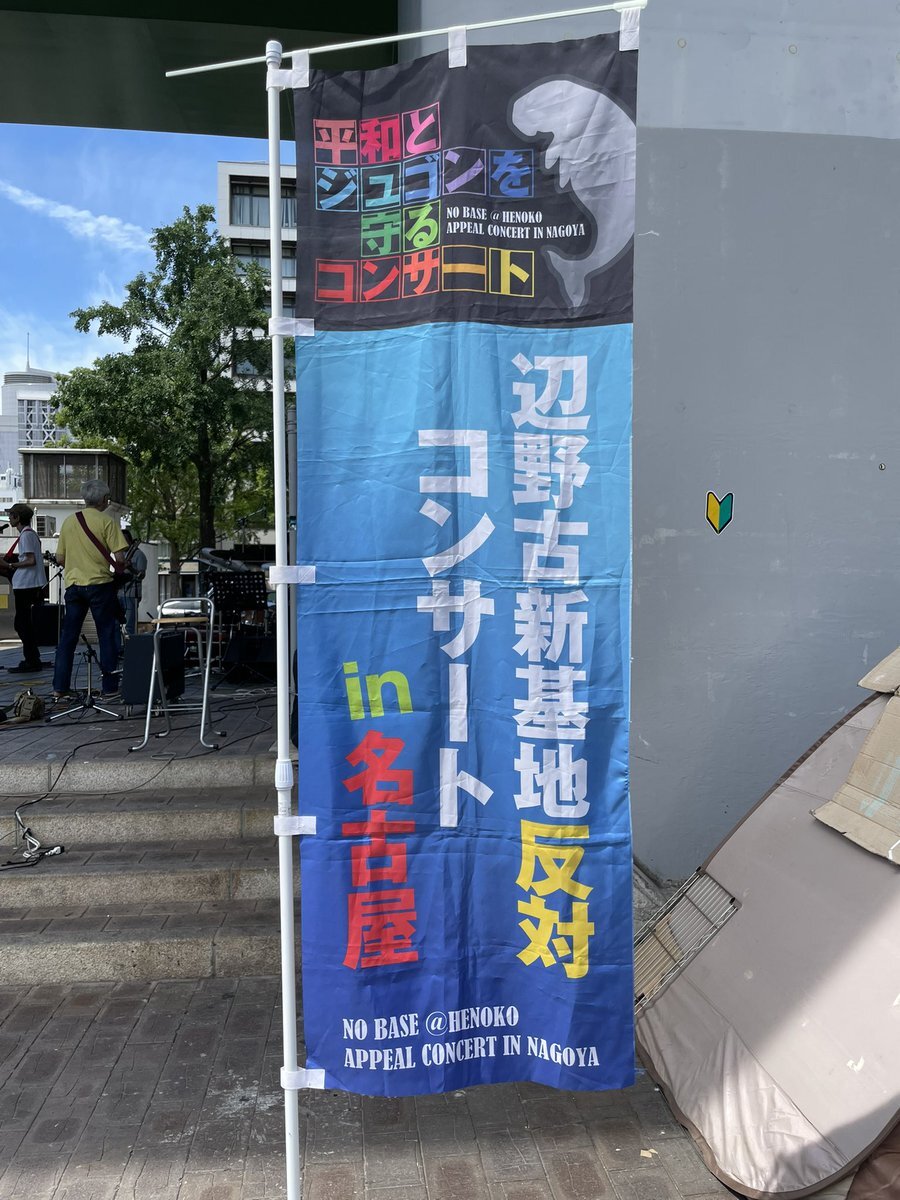 平和と
ジュゴンを
守る
NO BASE @ HENOKO
APPEAL CONCERT IN NAGOYA
コンサート
辺野古新基地反対
コンサート
in 名古屋
NO BASE @HENOKO
APPEAL CONCERT IN NAGOYA